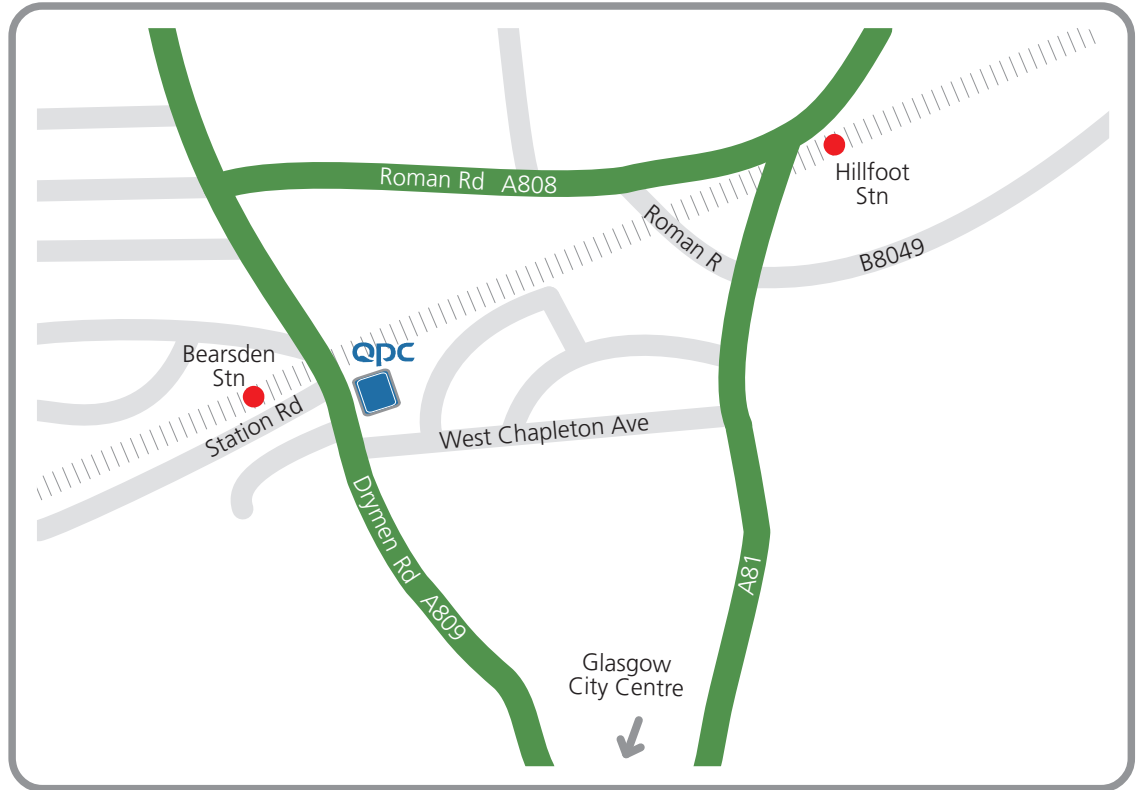 Roman Rd A808
Hillfoot
Stn
Roman R
B8049
QPC
Bearsden
Stn
Station Rd
West Chapleton Ave
Drymen Rd A809
A81
Glasgow
City Centre